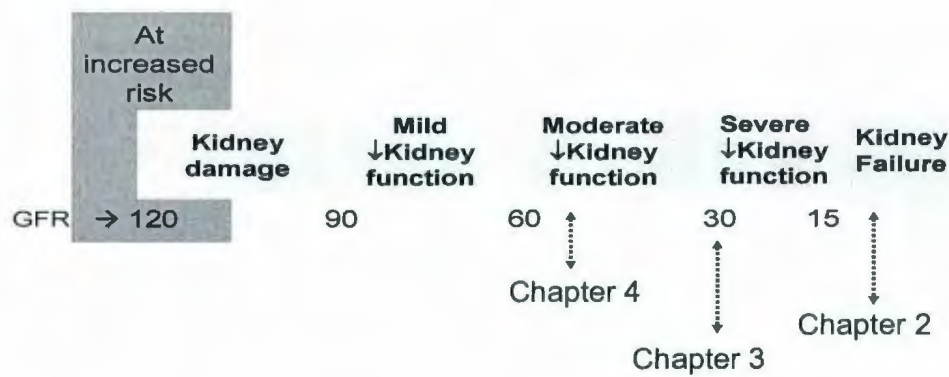 At
increased
risk
Kidney
damage
Mild
↓Kidney
function
Moderate
↓Kidney
function
Severe
↓Kidney
function
Kidney
Failure
GFR → 120 90 60 30 15
Chapter 4
Chapter 3
Chapter 2